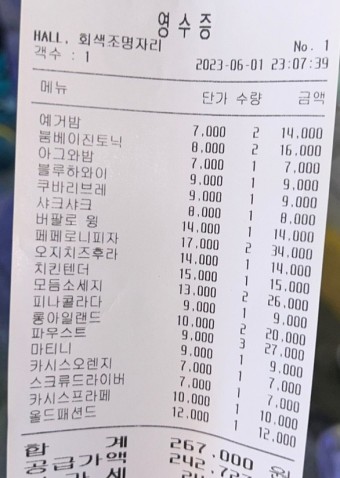 영수증
HALL. 회색조명자리 No. 1
객수 : 1 2023-06-01 23:07:39
메뉴 단가 수량 금액
예거밤 7.000 2 14.000
붐베이진토닉 8.000 2 16.000
아그와밤 7.000 1 7.000
블루하와이 9.000 1 9.000
쿠바리브레 9.000 1 9.000
샤크샤크 8.000 1 8.000
버팔로 윙 14.000 1 14.000
페페로니피자 17.000 2 34.000
오지치즈후라 14.000 1 14.000
치킨텐더 15.000 1 15.000
모듬소세지 13.000 2 26.000
피나콜라다 9.000 1 9.000
롱아일랜드 10.000 2 20.000
파우스트 9.000 3 27.000
마티니 9.000 1 9.000
카시스오렌지 7.000 1 7.000
스크류드라이버 7.000 1 7.000
카시스프라페 10.000 1 10.000
올드패션드 12.000 1 12.000
합 계 267.000 원
공급가액